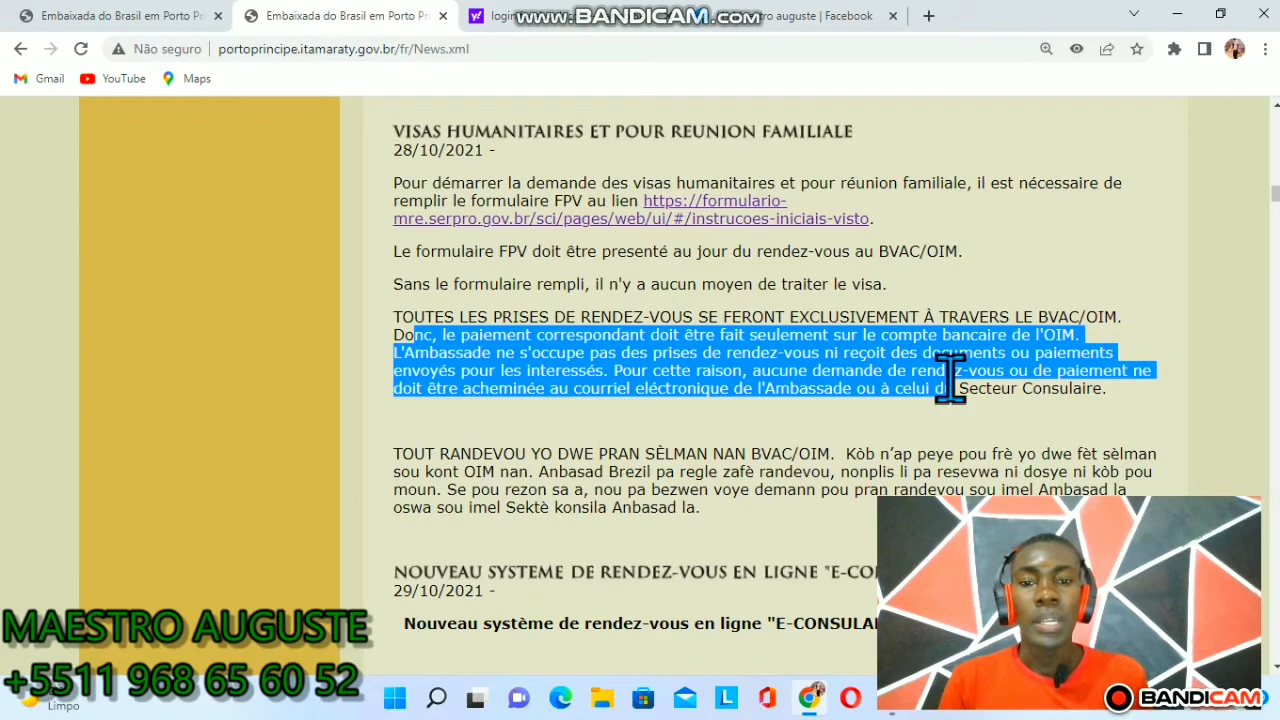 Embaixada do Brasil em Porto Pr
Embaixada do Brasil em Porto Pr
login
www.BANDICAM.com
stro auguste | Facebook
Não seguro
portoprincipe.itamaraty.gov.br/fr/News.xml
Gmail
YouTube
Maps
VISAS HUMANITAIRES ET POUR REUNION FAMILIALE
28/10/2021 -
Pour démarrer la demande des visas humanitaires et pour réunion familiale, il est nécessaire de
remplir le formulaire FPV au lien https://formulario-
mre.serpro.gov.br/sci/pages/web/ui/#/instrucoes-iniciais-visto.
Le formulaire FPV doit être presenté au jour du rendez-vous au BVAC/OIM.
Sans le formulaire rempli, il n'y a aucun moyen de traiter le visa.
TOUTES LES PRISES DE RENDEZ-VOUS SE FERONT EXCLUSIVEMENT À TRAVERS LE BVAC/OIM.
Donc, le paiement correspondant doit être fait seulement sur le compte bancaire de l'OIM.
L'Ambassade ne s'occupe pas des prises de rendez-vous ni reçoit des documents ou paiements
envoyés pour les interessés. Pour cette raison, aucune demande de rendez-vous ou de paiement ne
doit être acheminée au courriel eléctronique de l'Ambassade ou à celui d Secteur Consulaire.
TOUT RANDEVOU YO DWE PRAN SÈLMAN NAN BVAC/OIM. Kòb n’ap peye pou frè yo dwe fèt sèlman
sou kont OIM nan. Anbasad Brezil pa regle zafè randevou, nonplis li pa resevwa ni dosye ni kòb pou
moun. Se pou rezon sa a, nou pa bezwen voye demann pou pran randevou sou imel Ambasad la
oswa sou imel Sektè konsila Anbasad la.
NOUVEAU SYSTEME DE RENDEZ-VOUS EN LIGNE "E-CO
29/10/2021 -
Nouveau système de rendez-vous en ligne "E-CONSULA
MAESTRO AUGUSTE
+5511 968 65 60 52
Limpo
BANDICAM